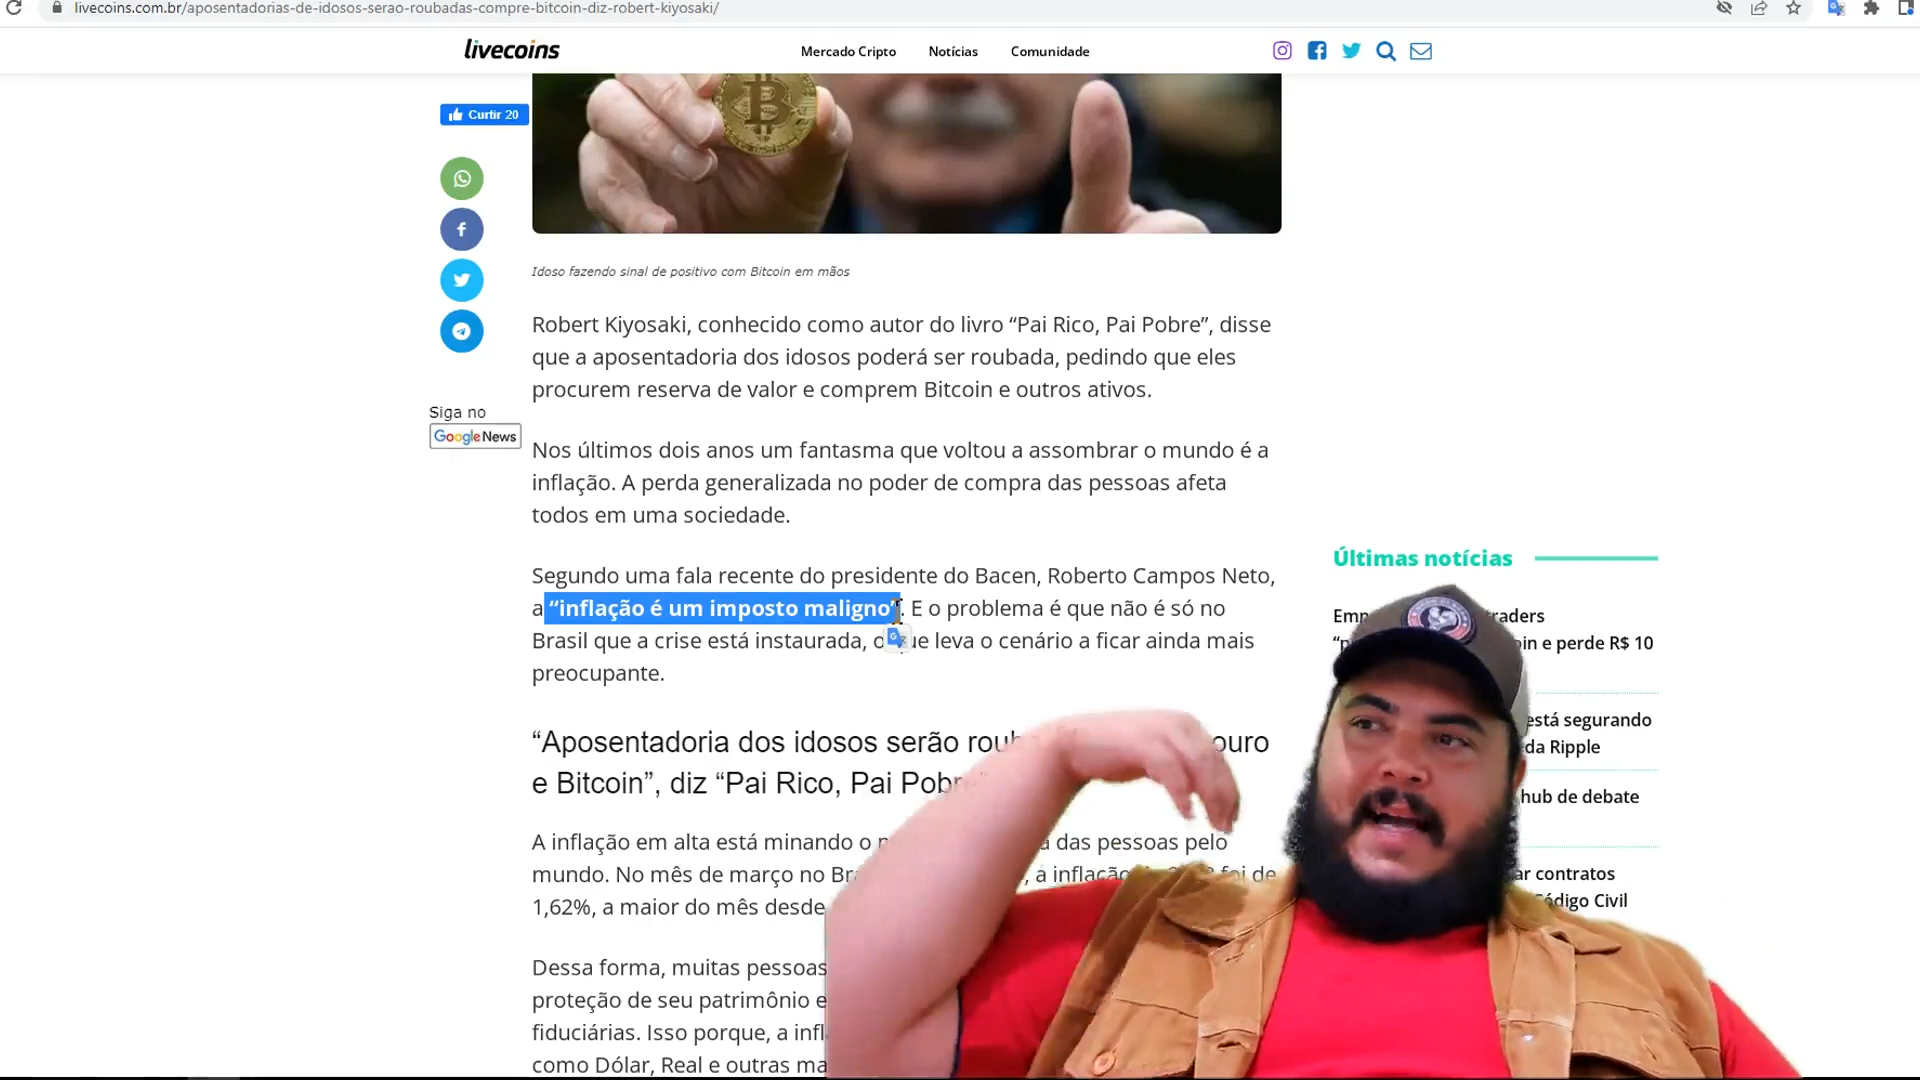 livecoins.com.br/aposentadorias-de-idosos-serao-roubadas-compre-bitcoin-diz-robert-kiyosaki/
livecoins
Mercado Cripto
Notícias
Comunidade
Curtir 20
Siga no
Google News
Idoso fazendo sinal de positivo com Bitcoin em mãos
Robert Kiyosaki, conhecido como autor do livro “Pai Rico, Pai Pobre”, disse
que a aposentadoria dos idosos poderá ser roubada, pedindo que eles
procurem reserva de valor e comprem Bitcoin e outros ativos.
Nos últimos dois anos um fantasma que voltou a assombrar o mundo é a
inflação. A perda generalizada no poder de compra das pessoas afeta
todos em uma sociedade.
Segundo uma fala recente do presidente do Bacen, Roberto Campos Neto,
a “inflação é um imposto maligno”. E o problema é que não é só no
Brasil que a crise está instaurada, o que leva o cenário a ficar ainda mais
preocupante.
“Aposentadoria dos idosos serão ouro
e Bitcoin”, diz “Pai Rico, Pai
A inflação em alta está minando o das pessoas pelo
mundo. No mês de março no a inflação foi de
1,62%, a maior do mês desde
Dessa forma, muitas pessoas
proteção de seu patrimônio e
fiduciárias. Isso porque, a
como Dólar, Real e outras
Últimas notícias
traders
e perde R$ 10
está segurando
da Ripple
hub de debate
contratos
Código Civil